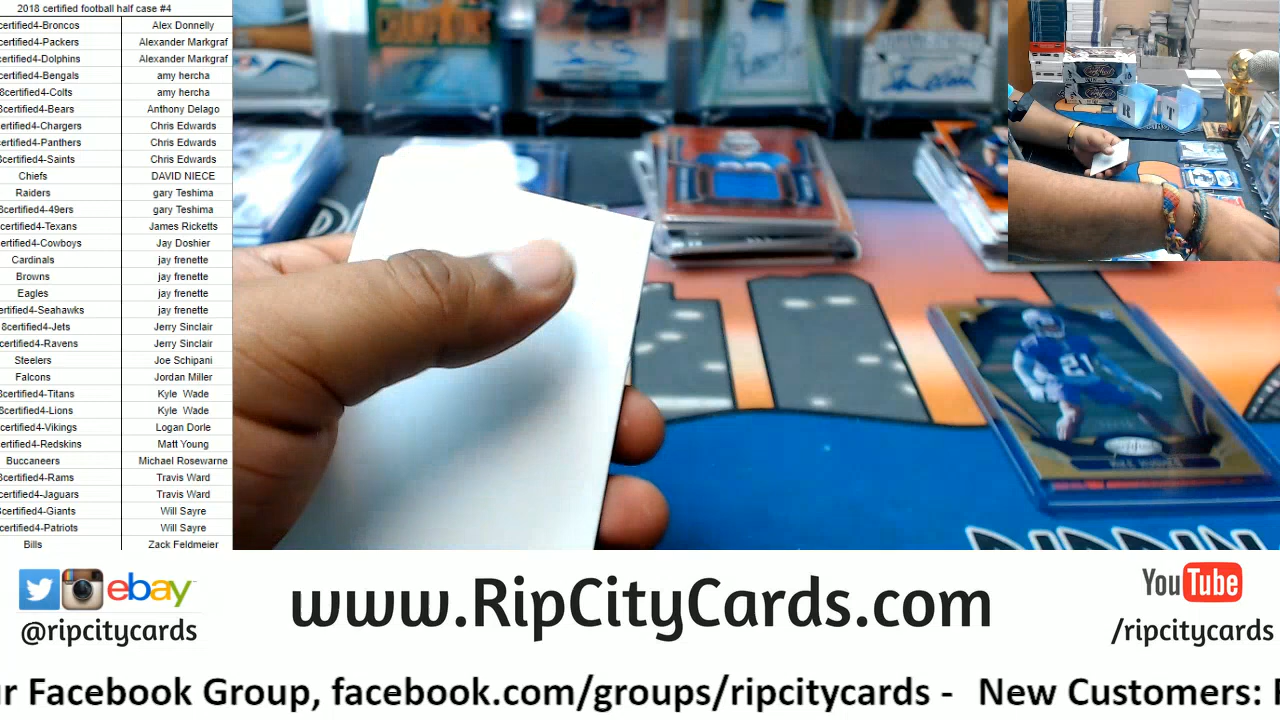 2018 certified football half case #4
certified4-Broncos Alex Donnelly
certified4-Packers Alexander Markgraf
certified4-Dolphins Alexander Markgraf
certified4-Bengals amy hercha
8certified4-Colts amy hercha
8certified4-Bears Anthony Delago
ertified4-Chargers Chris Edwards
certified4-Panthers Chris Edwards
8certified4-Saints Chris Edwards
Chiefs DAVID NIECE
Raiders gary Teshima
8certified4-49ers gary Teshima
certified4-Texans James Ricketts
ertified4-Cowboys Jay Doshier
Cardinals jay frenette
Browns jay frenette
Eagles jay frenette
ertified4-Seahawks jay frenette
8certified4-Jets Jerry Sinclair
certified4-Ravens Jerry Sinclair
Steelers Joe Schipani
Falcons Jordan Miller
8certified4-Titans Kyle Wade
8certified4-Lions Kyle Wade
certified4-Vikings Logan Dorle
ertified4-Redskins Matt Young
Buccaneers Michael Rosewarne
8certified4-Rams Travis Ward
certified4-Jaguars Travis Ward
8certified4-Giants Will Sayre
certified4-Patriots Will Sayre
Bills Zack Feldmeier
R T
21
ebay
@ripcitycards
www.RipCityCards.com
YouTube
/ripcitycards
ur Facebook Group, facebook.com/groups/ripcitycards - New Customers: